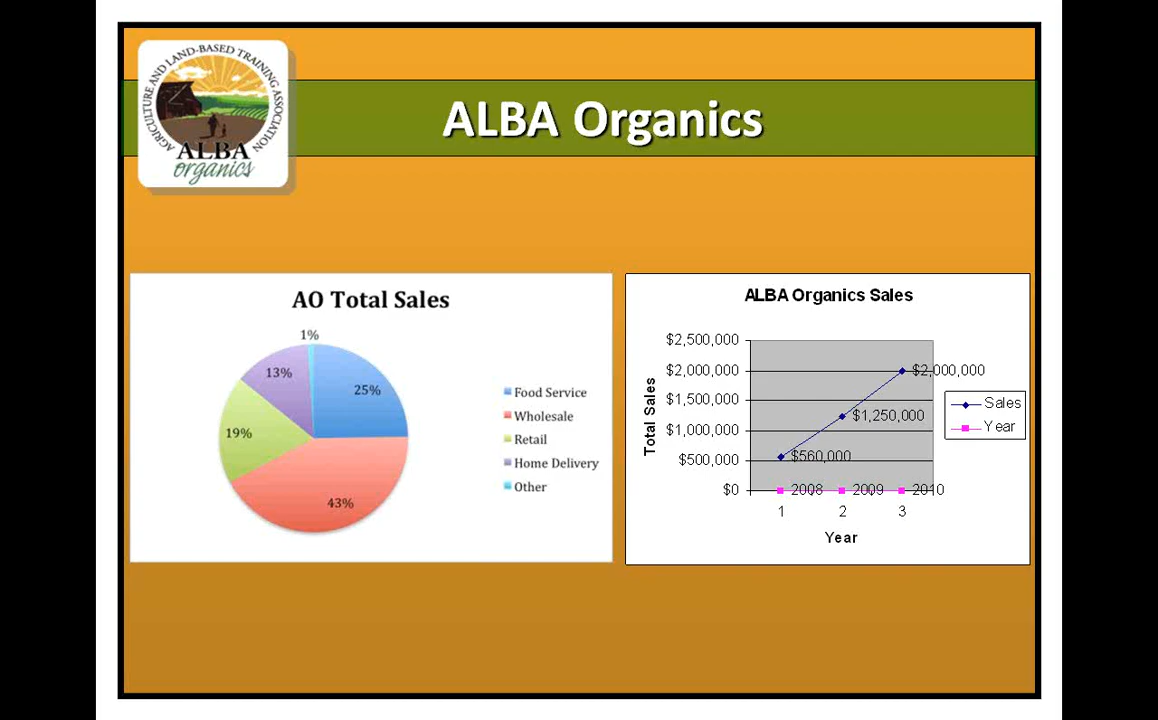 AGRICULTURE AND LAND-BASED TRAINING ASSOCIATION
ALBA
organics
ALBA Organics
AO Total Sales
1%
13%
25%
19%
43%
Food Service
Wholesale
Retail
Home Delivery
Other
ALBA Organics Sales
Total Sales
$2,500,000
$2,000,000
$1,500,000
$1,000,000
$500,000
$0
$2,000,000
$1,250,000
$560,000
2008
2009
2010
1
2
3
Year
Sales
Year